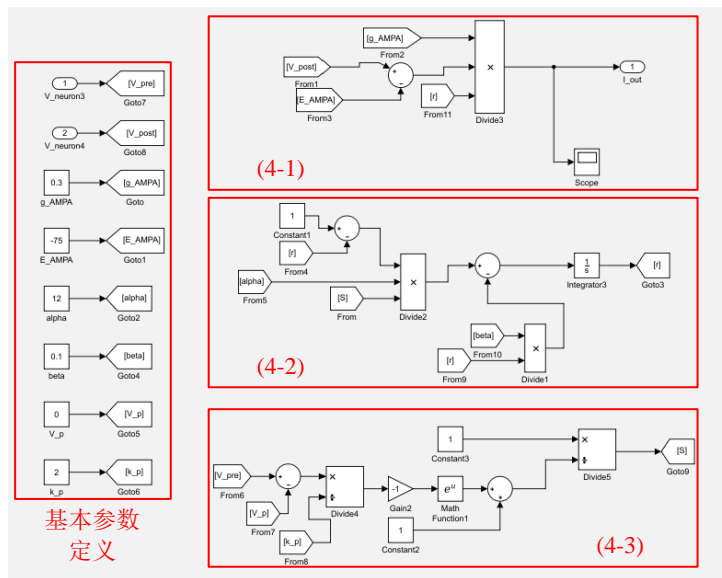 1
V_neuron3
[V_pre]
Goto7
2
V_neuron4
[V_post]
Goto8
0.3
g_AMPA
[g_AMPA]
Goto
-75
E_AMPA
[E_AMPA]
Goto1
12
alpha
[alpha]
Goto2
0.1
beta
[beta]
Goto4
0
V_p
[V_p]
Goto5
2
k_p
[k_p]
Goto6
基本参数
定义
[g_AMPA]
From2
[V_post]
From1
[E_AMPA]
From3
+
−
[r]
From11
×
Divide3
1
I_out
Scope
(4-1)
1
Constant1
[r]
From4
+
−
[alpha]
From5
[S]
From
×
Divide2
+
−
1
s
Integrator3
[r]
Goto3
[beta]
From10
[r]
From9
×
Divide1
(4-2)
1
Constant3
[V_pre]
From6
+
−
[V_p]
From7
[k_p]
From8
×
÷
Divide4
-1
Gain2
e^u
Math
Function1
1
Constant2
+
+
×
÷
Divide5
[S]
Goto9
(4-3)